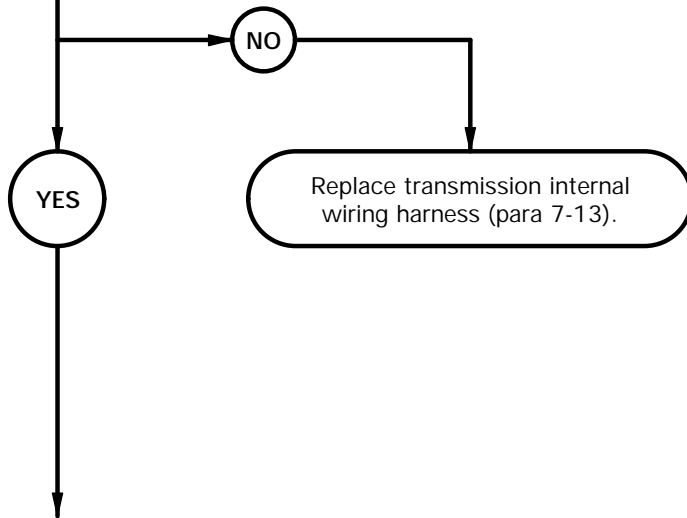 NO
YES
Replace transmission internal
wiring harness (para 7-13).